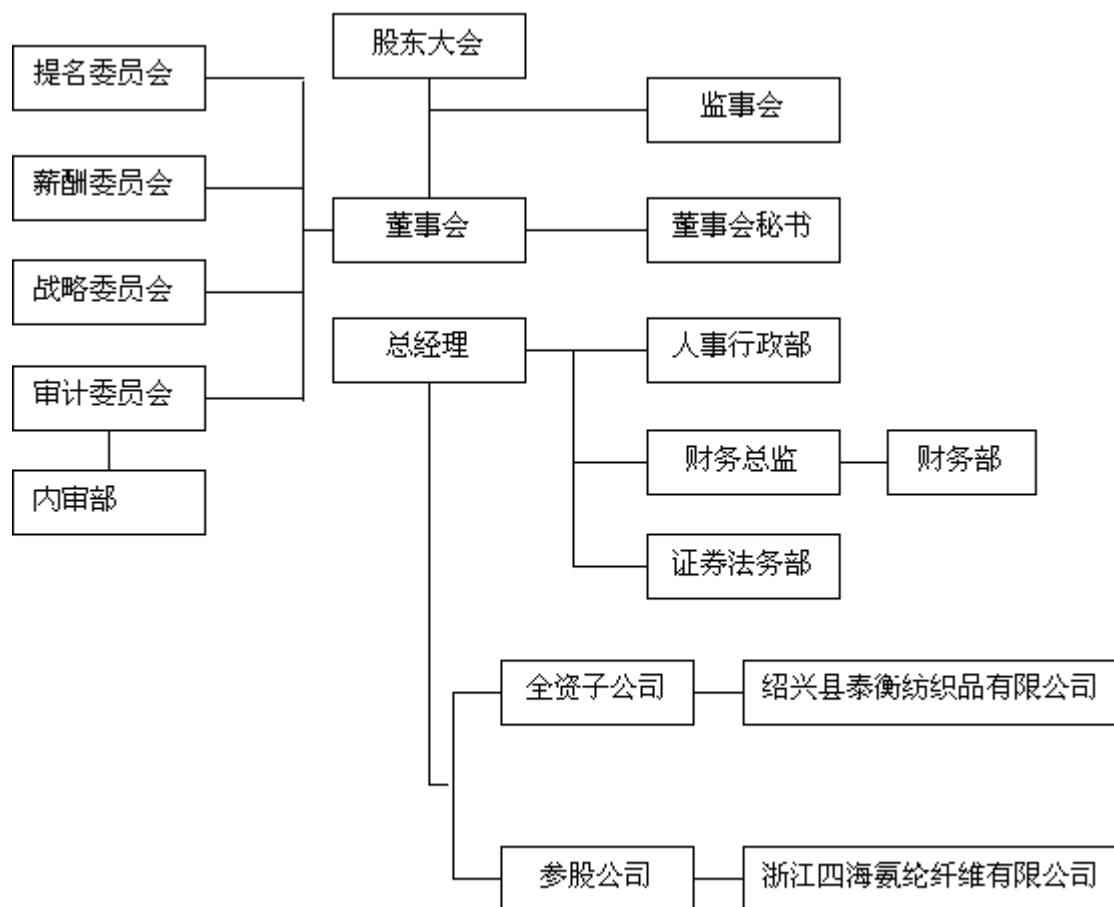 股东大会
提名委员会
监事会
薪酬委员会
董事会
董事会秘书
战略委员会
总经理
人事行政部
审计委员会
财务总监
财务部
内审部
证券法务部
全资子公司
绍兴县泰衡纺织品有限公司
参股公司
浙江四海氨纶纤维有限公司